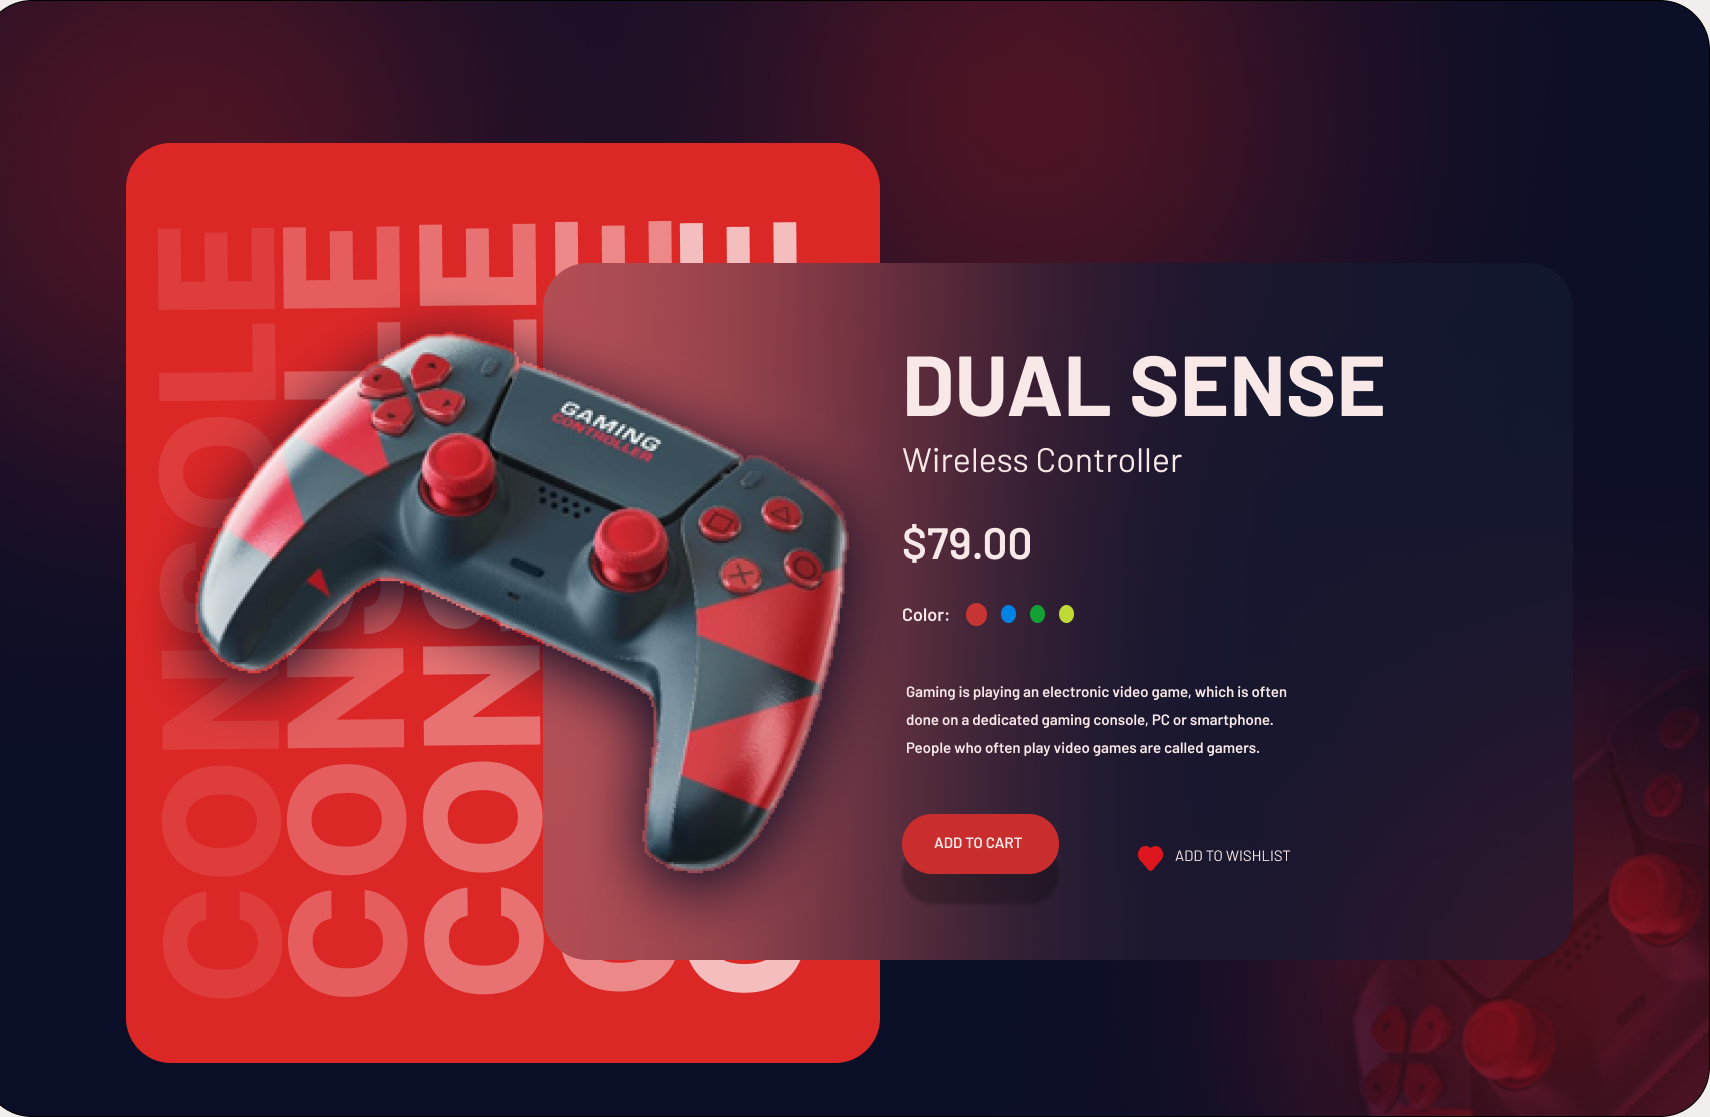 CONSOLE
CONSOLE
CONSOLE
GAMING
CONTROLLER
DUAL SENSE
Wireless Controller
$79.00
Color:
Gaming is playing an electronic video game, which is often
done on a dedicated gaming console, PC or smartphone.
People who often play video games are called gamers.
ADD TO CART
ADD TO WISHLIST